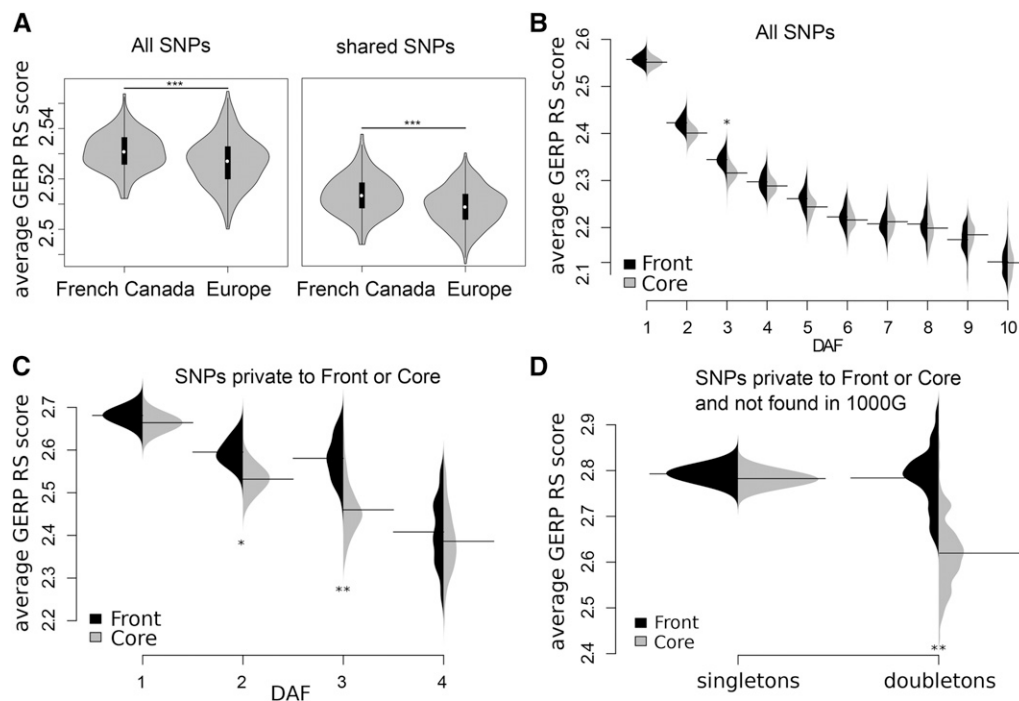 A
All SNPs
shared SNPs
average GERP RS score
2.54
2.52
2.5
***
***
French Canada
Europe
French Canada
Europe
B
All SNPs
average GERP RS score
2.6
2.5
2.4
2.3
2.2
2.1
*
Front
Core
1 2 3 4 5 6 7 8 9 10
DAF
C
SNPs private to Front or Core
average GERP RS score
2.7
2.6
2.5
2.4
2.3
2.2
*
**
Front
Core
1 2 3 4
DAF
D
SNPs private to Front or Core
and not found in 1000G
average GERP RS score
2.9
2.8
2.7
2.6
2.5
2.4
Front
Core
**
singletons doubletons